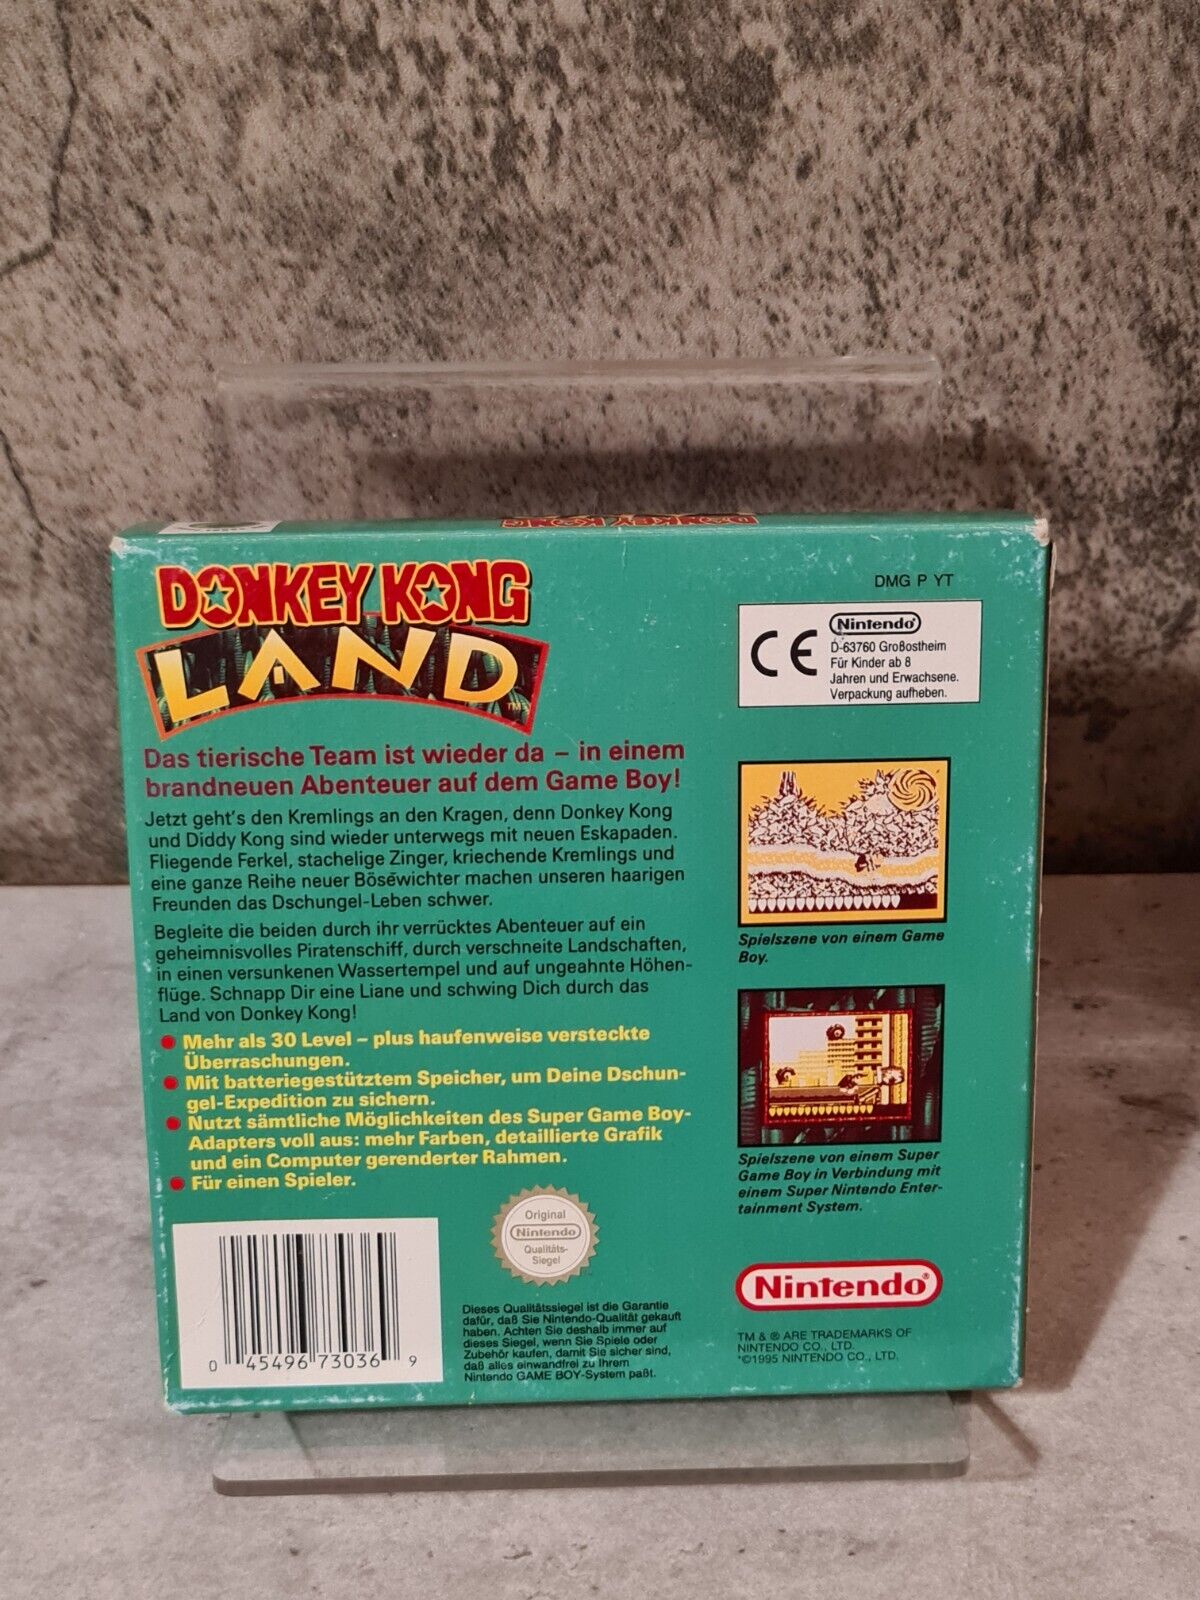 DONKEY KONG
DONKEY KONG
LAND™
Das tierische Team ist wieder da – in einem
brandneuen Abenteuer auf dem Game Boy!
Jetzt geht's den Kremlings an den Kragen, denn Donkey Kong
und Diddy Kong sind wieder unterwegs mit neuen Eskapaden.
Fliegende Ferkel, stachelige Zinger, kriechende Kremlings und
eine ganze Reihe neuer Bösewichter machen unseren haarigen
Freunden das Dschungel-Leben schwer.
Begleite die beiden durch ihr verrücktes Abenteuer auf ein
geheimnisvolles Piratenschiff, durch verschneite Landschaften,
in einen versunkenen Wassertempel und auf ungeahnte Höhen-
flüge. Schnapp Dir eine Liane und schwing Dich durch das
Land von Donkey Kong!
Mehr als 30 Level – plus haufenweise versteckte
Überraschungen.
Mit batteriegestütztem Speicher, um Deine Dschun-
gel-Expedition zu sichern.
Nutzt sämtliche Möglichkeiten des Super Game Boy-
Adapters voll aus: mehr Farben, detaillierte Grafik
und ein Computer gerenderter Rahmen.
Für einen Spieler.
0 45496 73036 9
Original
Nintendo
Qualitäts-
Siegel
Dieses Qualitätssiegel ist die Garantie
dafür, daß Sie Nintendo-Qualität gekauft
haben. Achten Sie deshalb immer auf
dieses Siegel, wenn Sie Spiele oder
Zubehör kaufen, damit Sie sicher sind,
daß alles einwandfrei zu Ihrem
Nintendo GAME BOY-System paßt.
DMG P YT
CE
Nintendo®
D-63760 Großostheim
Für Kinder ab 8
Jahren und Erwachsene.
Verpackung aufheben.
Spielszene von einem Game
Boy.
Spielszene von einem Super
Game Boy in Verbindung mit
einem Super Nintendo Enter-
tainment System.
Nintendo®
TM & ® ARE TRADEMARKS OF
NINTENDO CO., LTD.
©1995 NINTENDO CO., LTD.